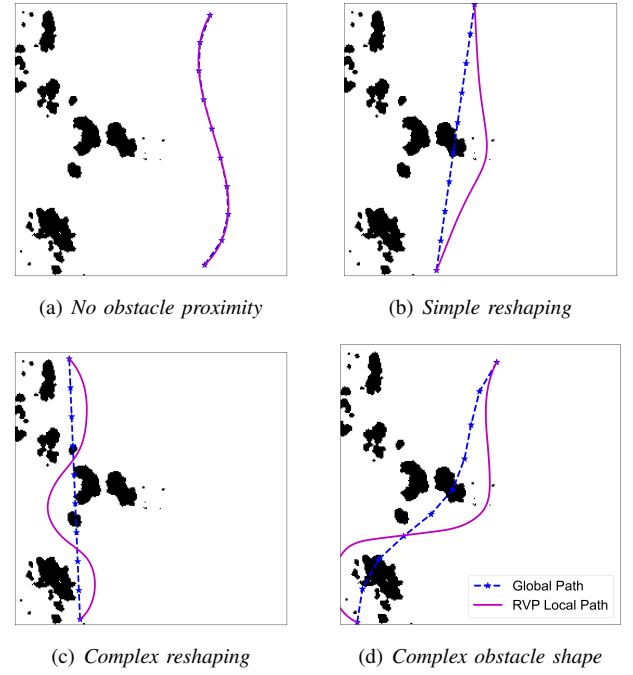 (a) No obstacle proximity
(b) Simple reshaping
Global Path
RVP Local Path
(c) Complex reshaping
(d) Complex obstacle shape